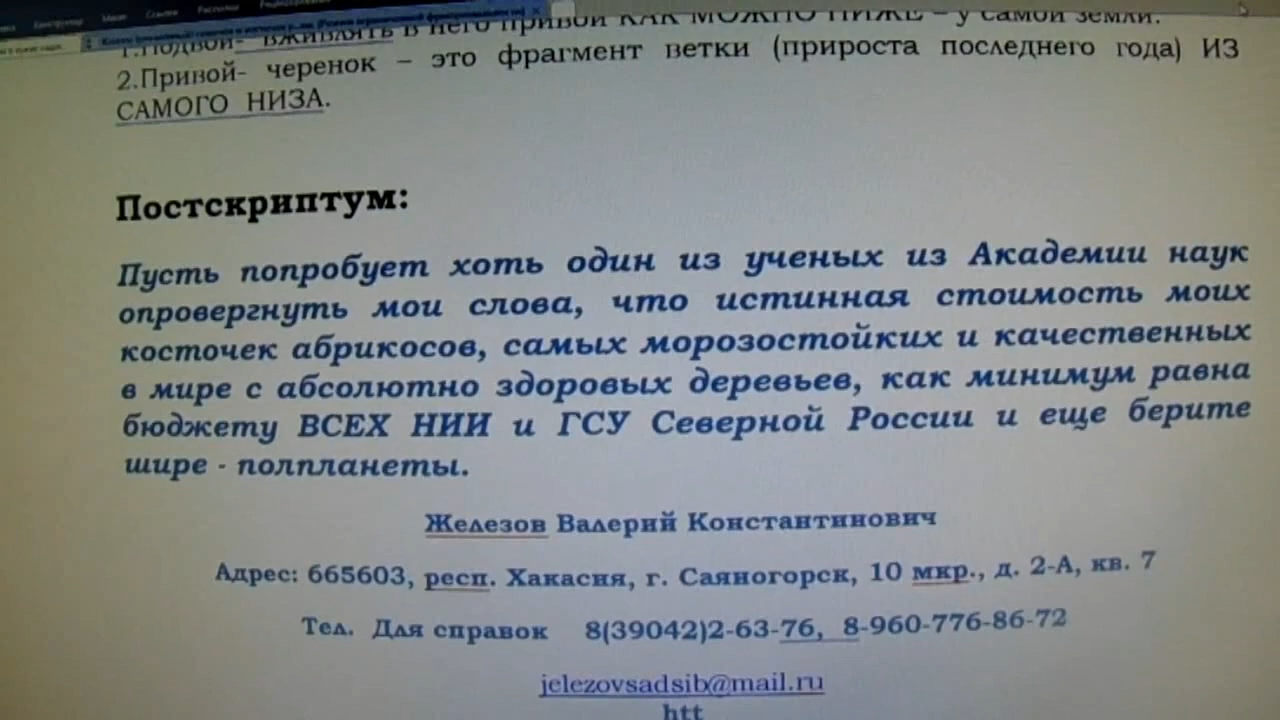 Конструктор Макет Ссылки Рассылки
1.Подвой- вживлять в него привой КАК МОЖНО НИЖЕ – у самой земли.
2.Привой- черенок – это фрагмент ветки (прироста последнего года) ИЗ
САМОГО НИЗА.
Постскриптум:
Пусть попробует хоть один из ученых из Академии наук
опровергнуть мои слова, что истинная стоимость моих
косточек абрикосов, самых морозостойких и качественных
в мире с абсолютно здоровых деревьев, как минимум равна
бюджету ВСЕХ НИИ и ГСУ Северной России и еще берите
шире - полпланеты.
Железов Валерий Константинович
Адрес: 665603, респ. Хакасия, г. Саяногорск, 10 мкр., д. 2-А, кв. 7
Тел. Для справок 8(39042)2-63-76, 8-960-776-86-72
jelezovsadsib@mail.ru
htt